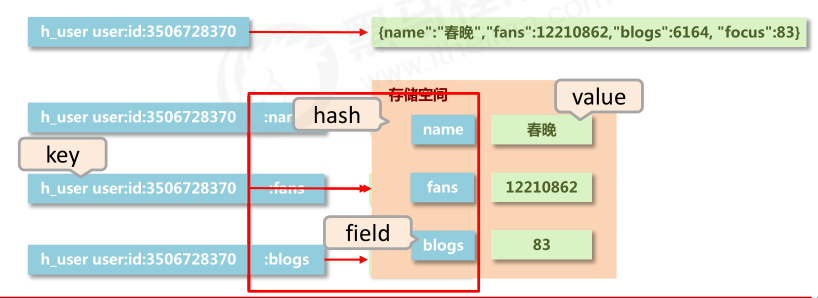 h_user user:id:3506728370
{name":"春晚","fans":12210862,"blogs":6164, "focus":83}
存储空间
value
h_user user:id:3506728370
hash
name
春晚
key
h_user user:id:3506728370
:fans
fans
12210862
field
h_user user:id:3506728370
:blogs
blogs
83